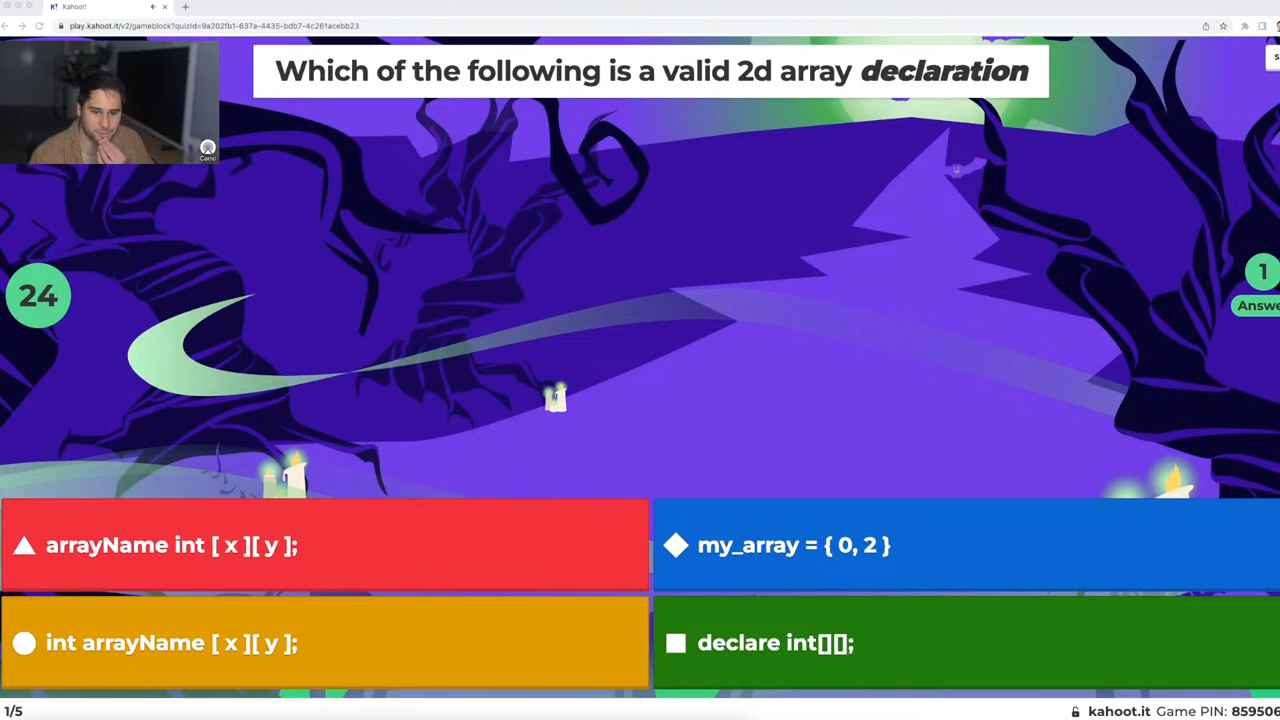 Kahoot!
play.kahoot.it/v2/gameblock?quizId=9a202fb1-637a-4435-bdb7-4c261acebb23
Which of the following is a valid 2d array declaration
Camo
24
1
Answe
arrayName int [ x ][ y ];
my_array = { 0, 2 }
int arrayName [ x ][ y ];
declare int[][];
1/5
kahoot.it Game PIN: 859506